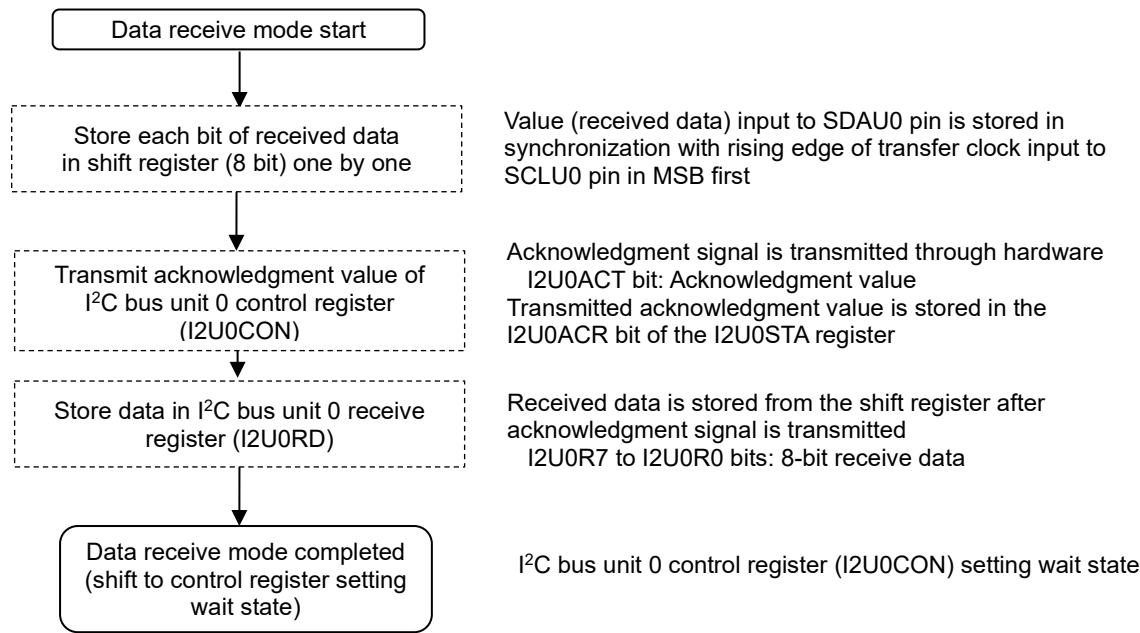 Data receive mode start
Store each bit of received data
in shift register (8 bit) one by one
Value (received data) input to SDAU0 pin is stored in
synchronization with rising edge of transfer clock input to
SCLU0 pin in MSB first
Transmit acknowledgment value of
I²C bus unit 0 control register
(I2U0CON)
Acknowledgment signal is transmitted through hardware
I2U0ACT bit: Acknowledgment value
Transmitted acknowledgment value is stored in the
I2U0ACR bit of the I2U0STA register
Store data in I²C bus unit 0 receive
register (I2U0RD)
Received data is stored from the shift register after
acknowledgment signal is transmitted
I2U0R7 to I2U0R0 bits: 8-bit receive data
Data receive mode completed
(shift to control register setting
wait state)
I²C bus unit 0 control register (I2U0CON) setting wait state